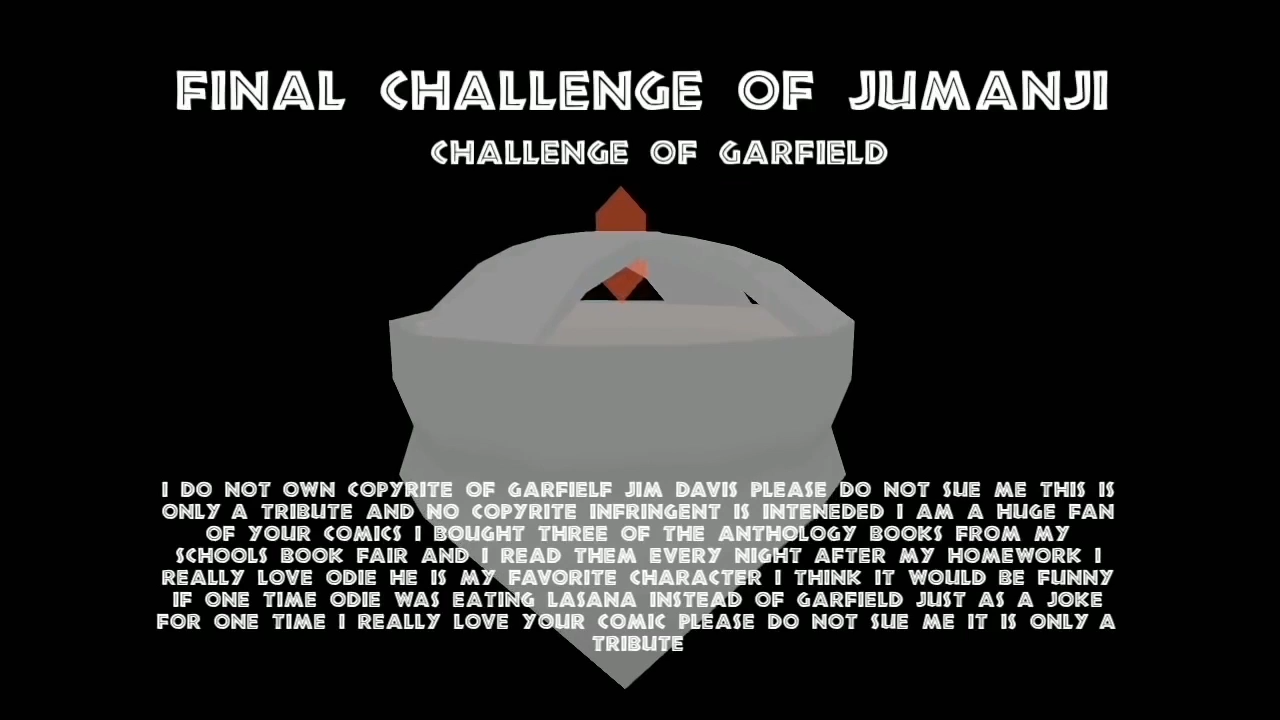 FINAL CHALLENGE OF JUMANJI
CHALLENGE OF GARFIELD
I DO NOT OWN COPYRITE OF GARFIELF JIM DAVIS PLEASE DO NOT SUE ME THIS IS
ONLY A TRIBUTE AND NO COPYRITE INFRINGENT IS INTENEDED I AM A HUGE FAN
OF YOUR COMICS I BOUGHT THREE OF THE ANTHOLOGY BOOKS FROM MY
SCHOOLS BOOK FAIR AND I READ THEM EVERY NIGHT AFTER MY HOMEWORK I
REALLY LOVE ODIE HE IS MY FAVORITE CHARACTER I THINK IT WOULD BE FUNNY
IF ONE TIME ODIE WAS EATING LASANA INSTEAD OF GARFIELD JUST AS A JOKE
FOR ONE TIME I REALLY LOVE YOUR COMIC PLEASE DO NOT SUE ME IT IS ONLY A
TRIBUTE